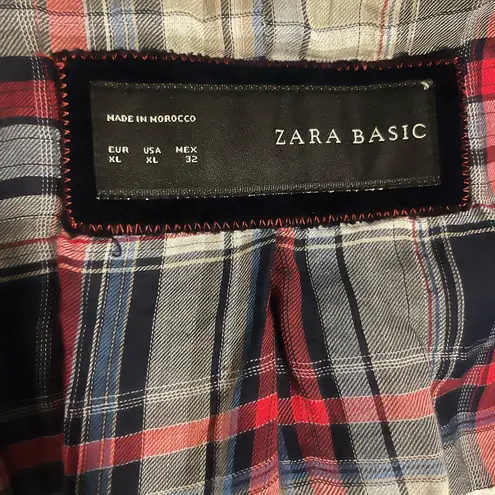 MADE IN MOROCCO
ZARA BASIC
EUR USA MEX
XL XL 32